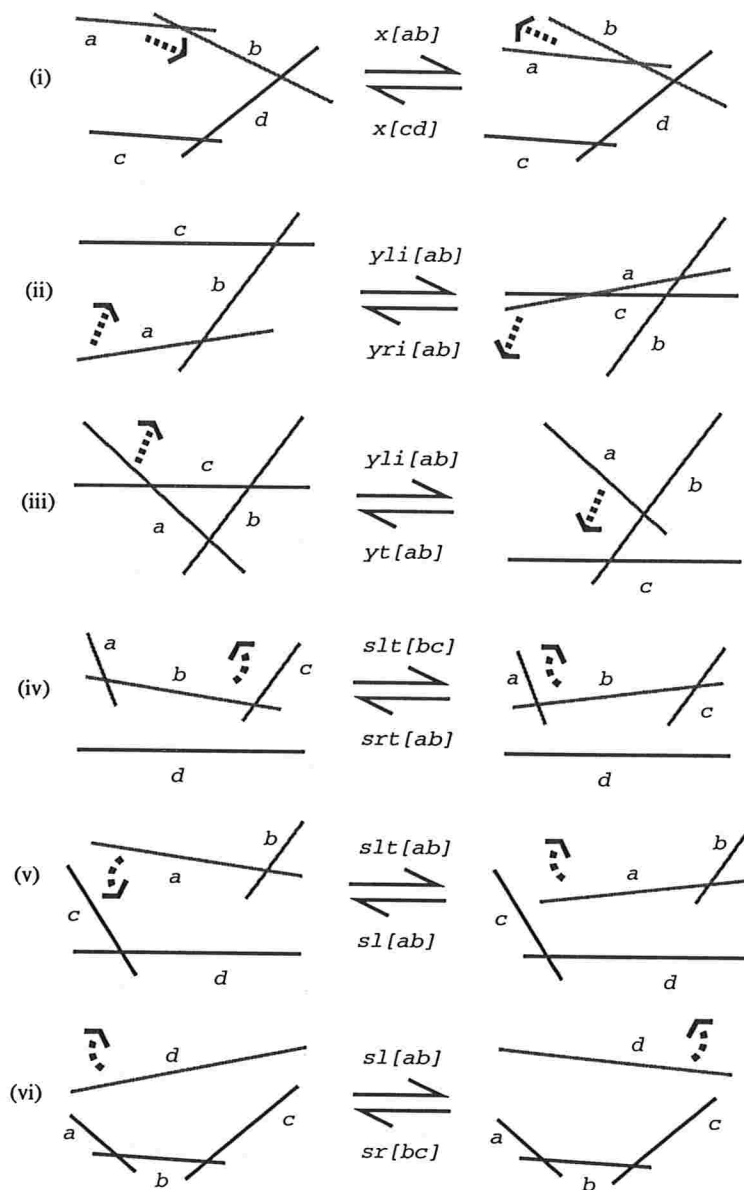 a b x[ab] b
a
(i)
d d
x[cd]
c c
c
yli[ab]
(ii) b a
a c
yri[ab] b
c yli[ab] a
(iii) b
a b
yt[ab]
c
a slt[bc]
b c a b
(iv) c
srt[ab]
d d
b slt[ab] b
a a
(v)
c c
sl[ab]
d d
d sl[ab] d
(vi)
c c
a a
sr[bc]
b b